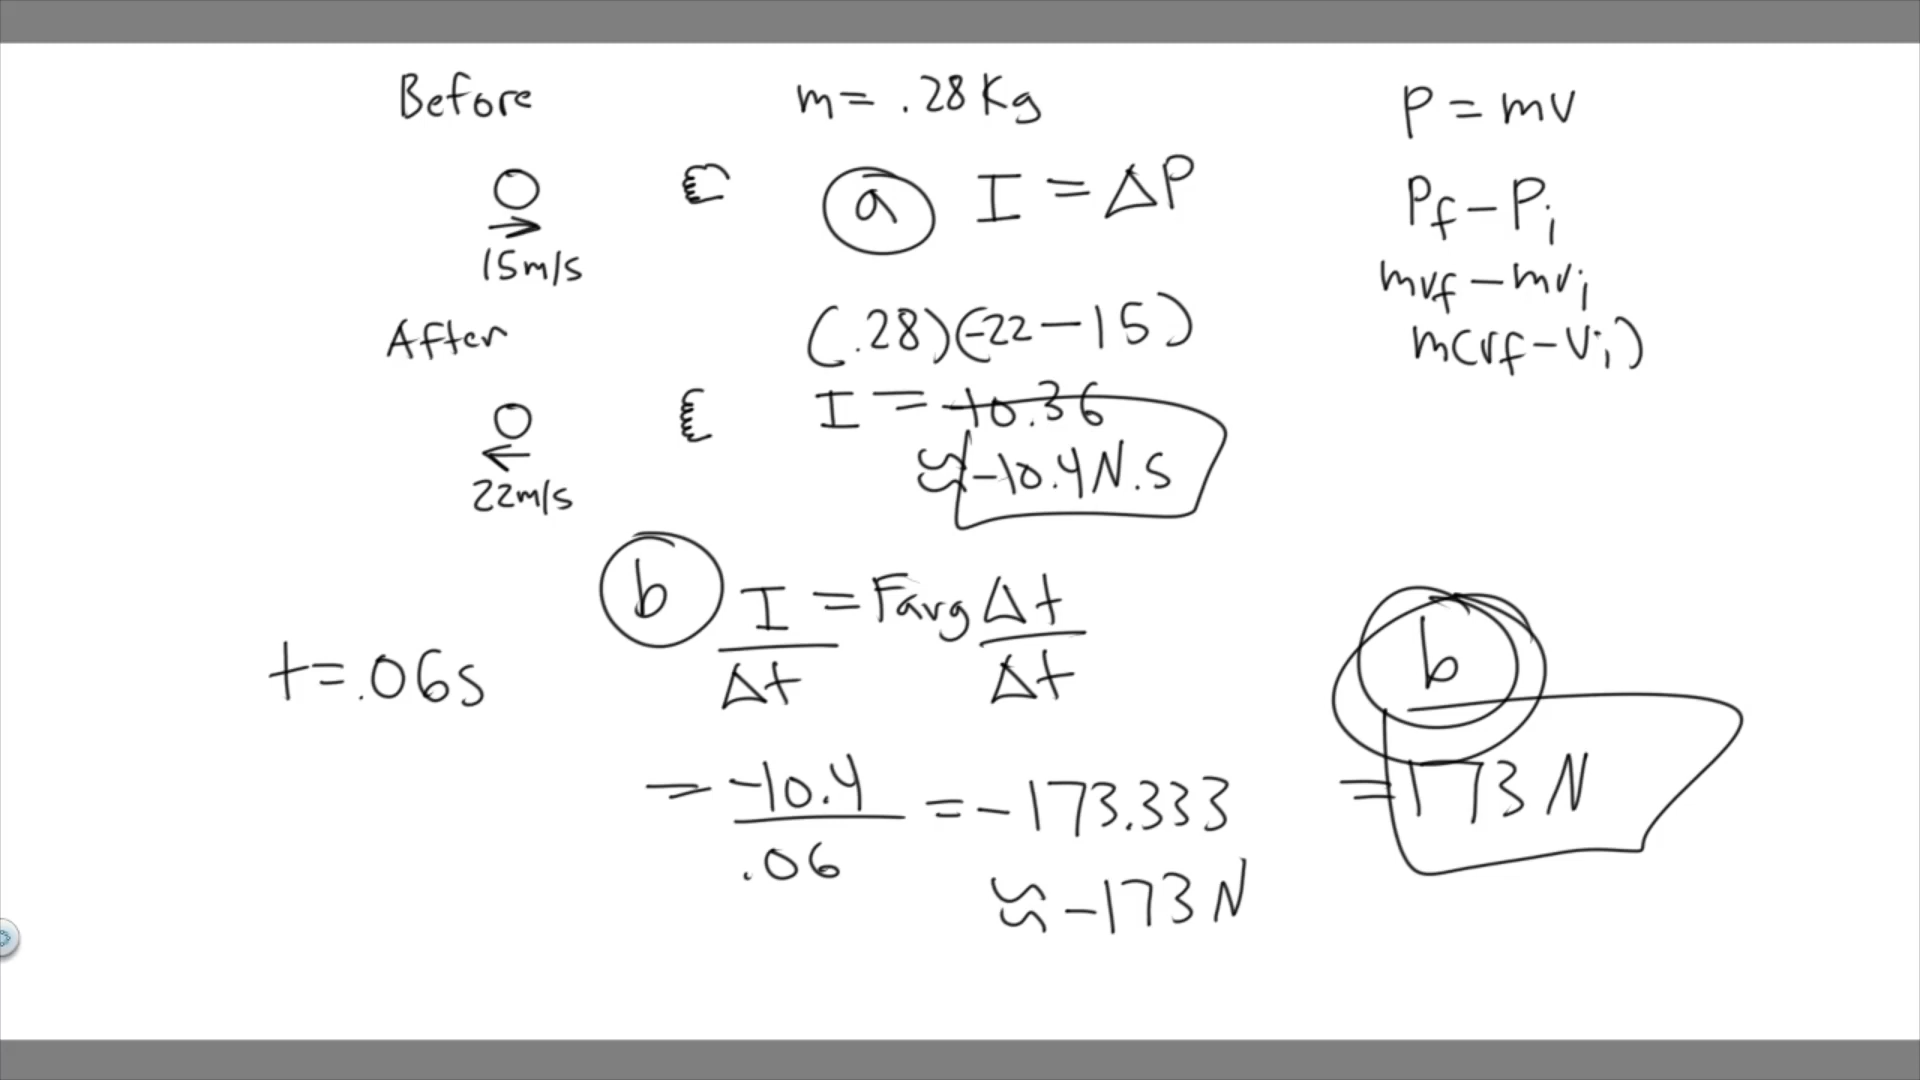 Before
15m/s
After
22m/s
m = .28 Kg
a I = ΔP
(.28)(-22-15)
I = -10.36
≈ -10.4 N.s
P = mv
Pf - Pi
mvf - mvi
m(vf - vi)
t = .06s
b I/Δt = Favg Δt/Δt
= -10.4/.06 = -173.333
≈ -173 N
b
= 173 N